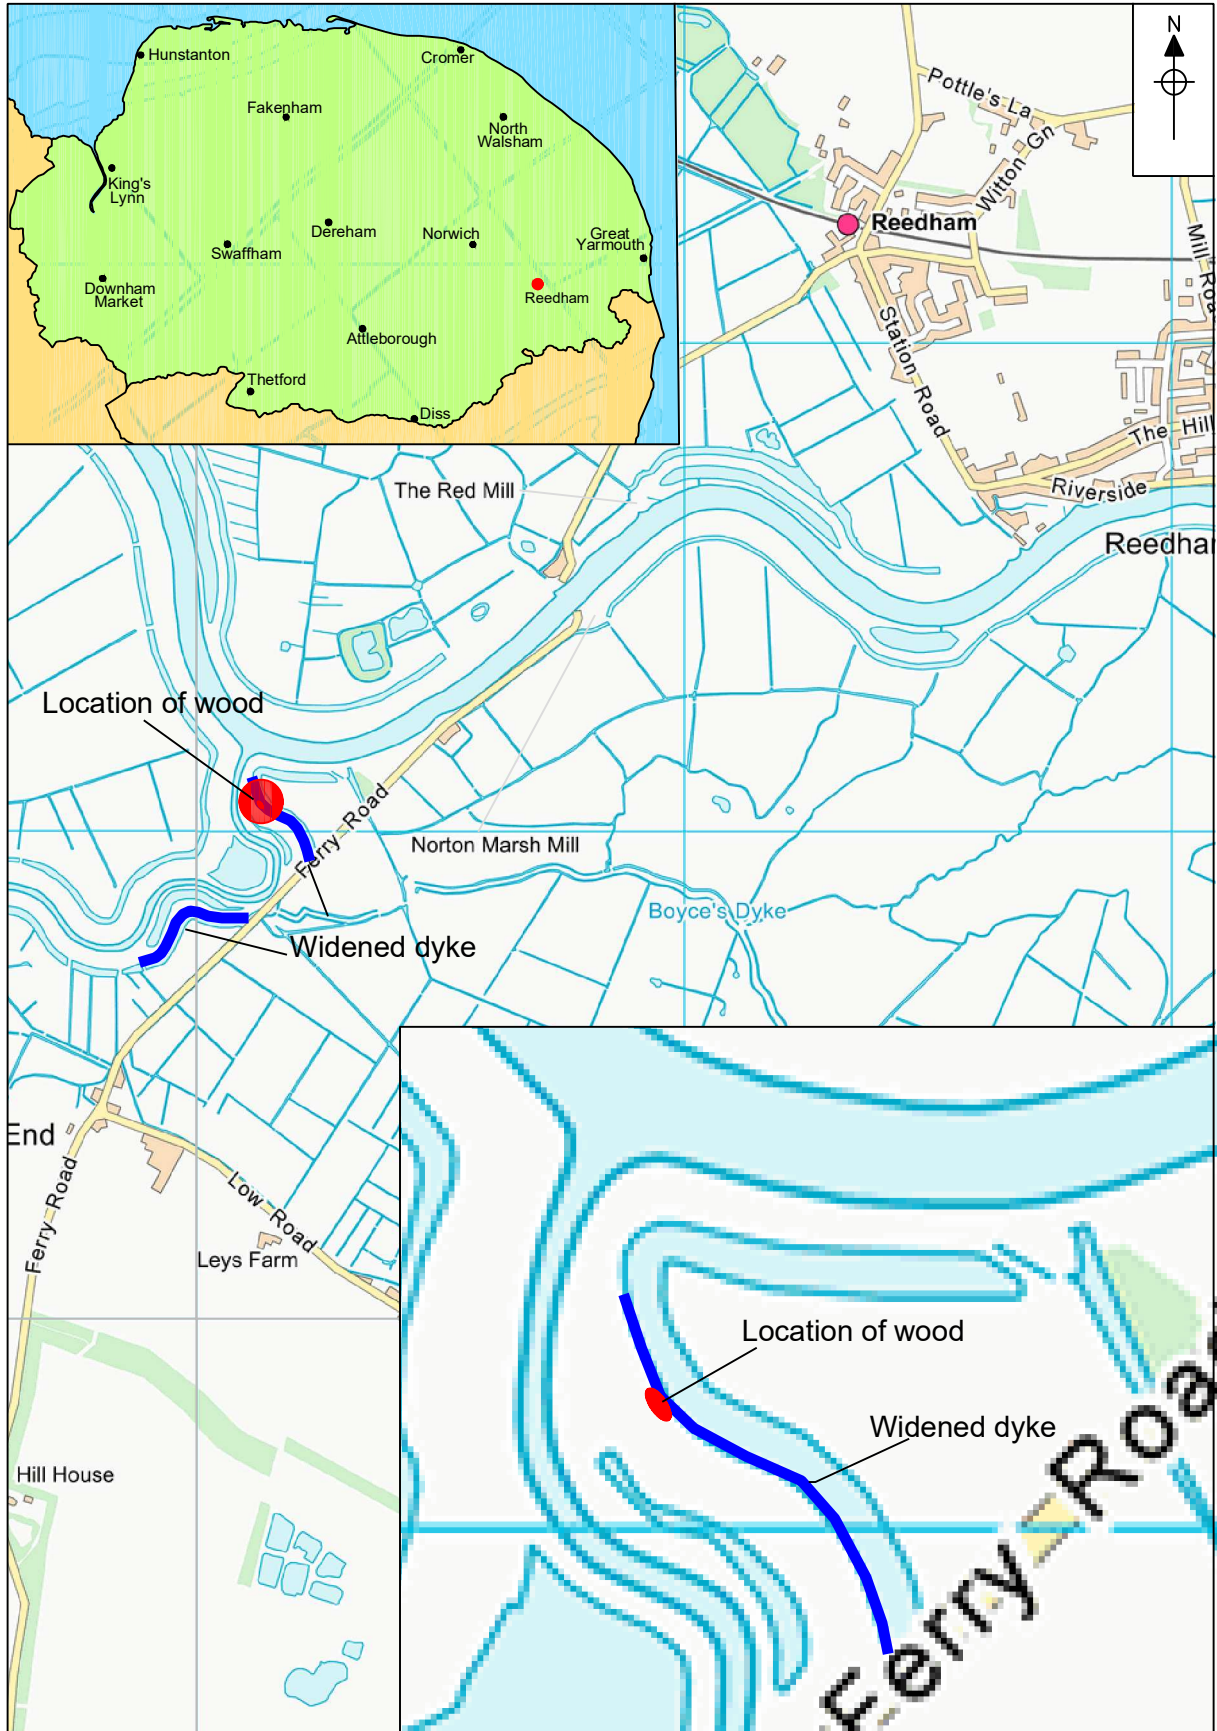 Hunstanton
Cromer
Fakenham
North
Walsham
King's
Lynn
Dereham
Norwich
Great
Yarmouth
Swaffham
Downham
Market
Reedham
Attleborough
Thetford
Diss
N
Pottle's La
Witton Gn
Reedham
Mill Roa
Station Road
The Hill
Riverside
Reedha
The Red Mill
Location of wood
Ferry Road
Norton Marsh Mill
Boyce's Dyke
Widened dyke
End
Ferry Road
Low Road
Leys Farm
Hill House
Location of wood
Widened dyke
Ferry Roa